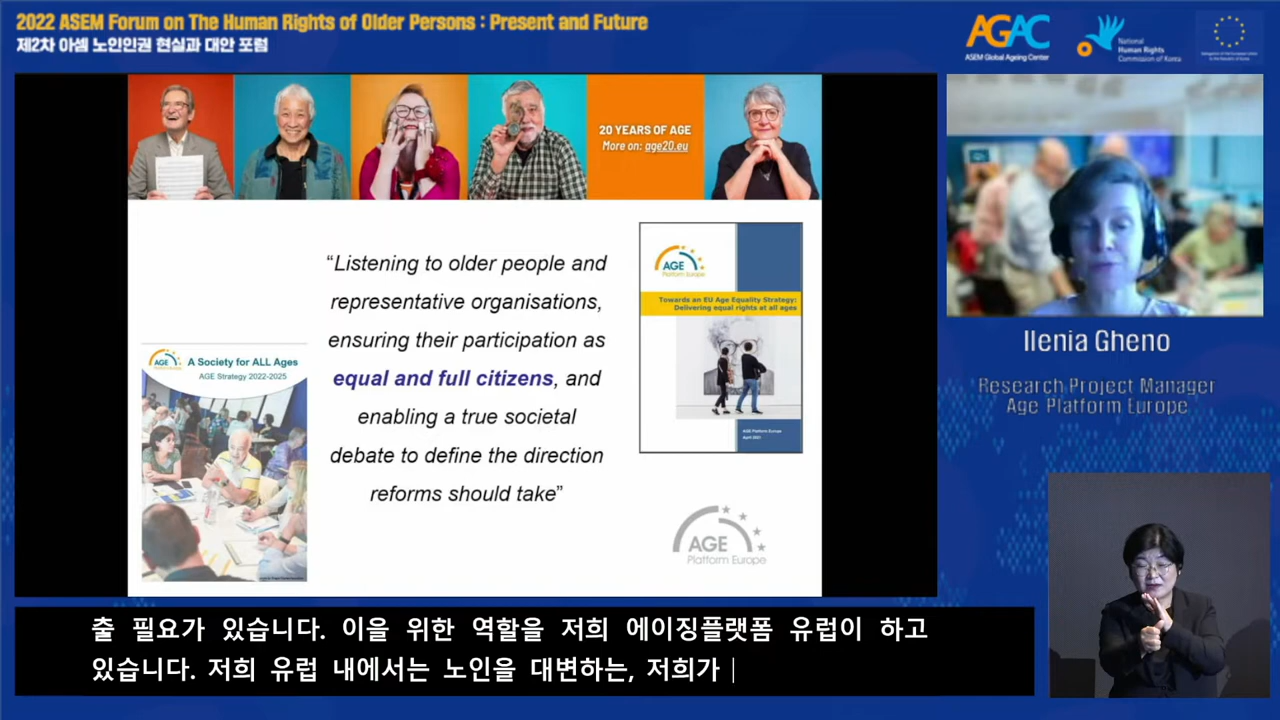 2022 ASEM Forum on The Human Rights of Older Persons : Present and Future
제2차 아셈 노인인권 현실과 대안 포럼
AGAC
ASEM Global Ageing Center
National
Human Rights
Commission of Korea
20 YEARS OF AGE
More on: age20.eu
“Listening to older people and
representative organisations,
ensuring their participation as
equal and full citizens, and
enabling a true societal
debate to define the direction
reforms should take”
AGE
A Society for ALL Ages
AGE Strategy 2022-2025
AGE
Platform Europe
Towards an EU Age Equality Strategy:
Delivering equal rights at all ages
AGE Platform Europe
April 2021
AGE
Platform Europe
Ilenia Gheno
Research Project Manager
Age Platform Europe
출 필요가 있습니다. 이을 위한 역할을 저희 에이징플랫폼 유럽이 하고
있습니다. 저희 유럽 내에서는 노인을 대변하는, 저희가